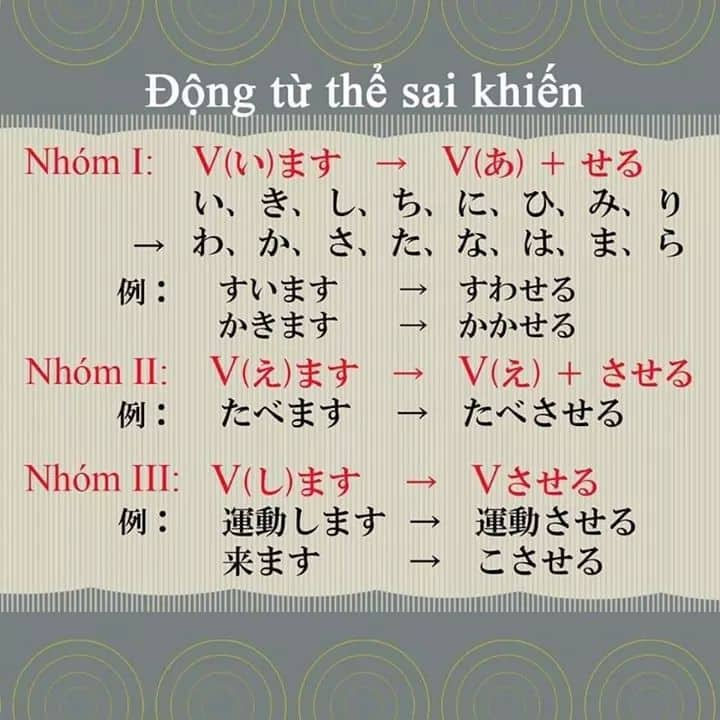 Động từ thể sai khiến
Nhóm I: V(い)ます → V(あ) + せる
い、き、し、ち、に、ひ、み、り
→ わ、か、さ、た、な、は、ま、ら
例： すいます → すわせる
かきます → かかせる
Nhóm II: V(え)ます → V(え) + させる
例： たべます → たべさせる
Nhóm III: V(し)ます → Vさせる
例： 運動します → 運動させる
来ます → こさせる